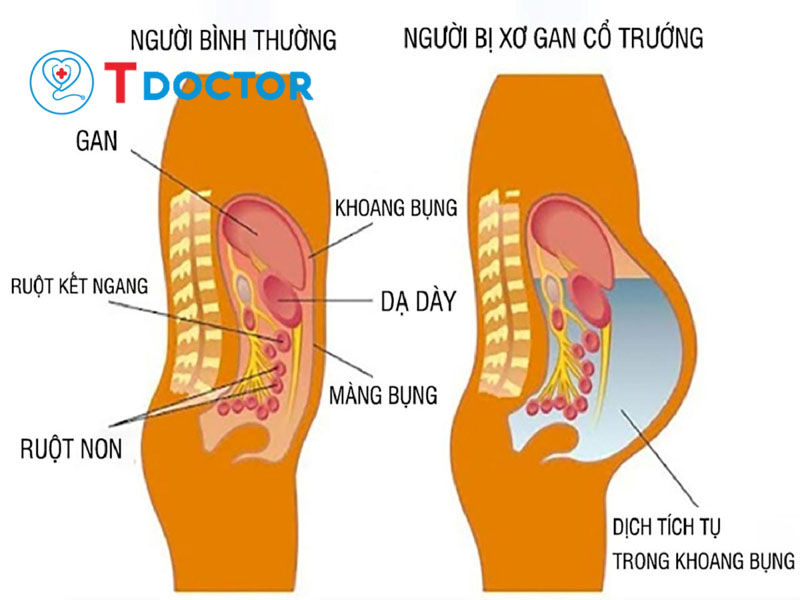 NGƯỜI BÌNH THƯỜNG
NGƯỜI BỊ XƠ GAN CỔ TRƯỚNG
T DOCTOR
GAN
KHOANG BỤNG
RUỘT KẾT NGANG
DẠ DÀY
MÀNG BỤNG
RUỘT NON
DỊCH TÍCH TỤ
TRONG KHOANG BỤNG